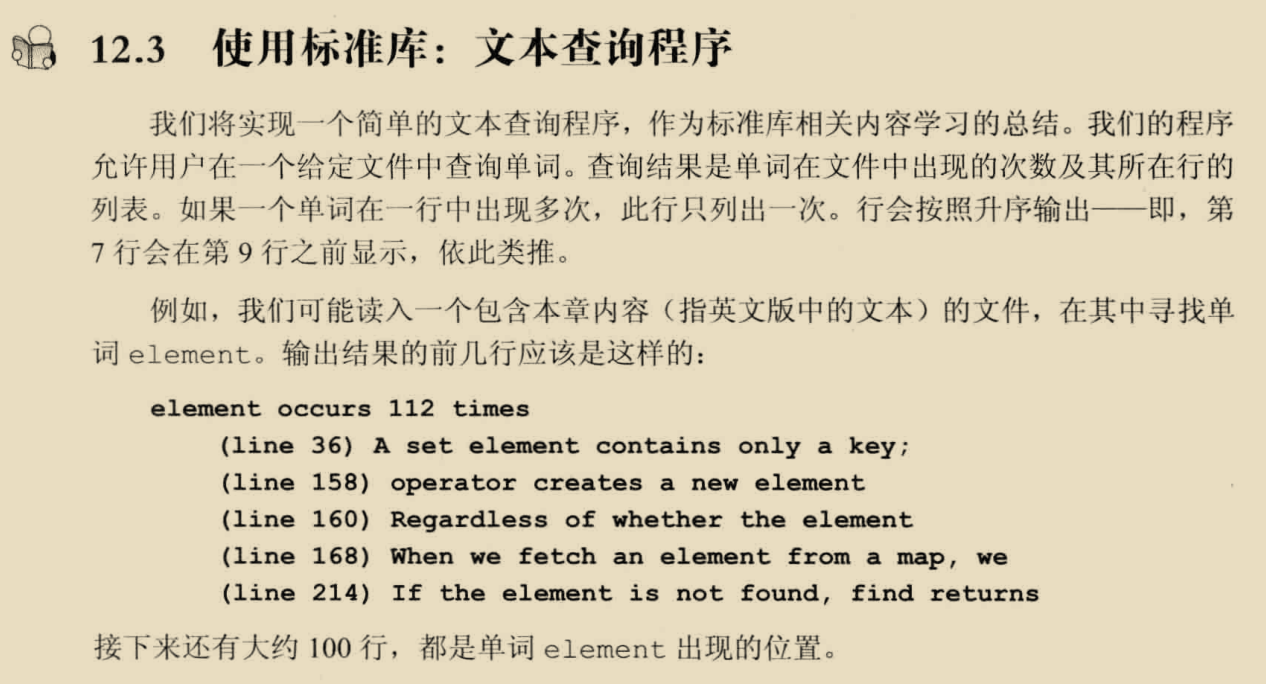 12.3 使用标准库：文本查询程序
我们将实现一个简单的文本查询程序，作为标准库相关内容学习的总结。我们的程序
允许用户在一个给定文件中查询单词。查询结果是单词在文件中出现的次数及其所在行的
列表。如果一个单词在一行中出现多次，此行只列出一次。行会按照升序输出——即，第
7 行会在第 9 行之前显示，依此类推。
例如，我们可能读入一个包含本章内容（指英文版中的文本）的文件，在其中寻找单
词 element。输出结果的前几行应该是这样的：
element occurs 112 times
(line 36) A set element contains only a key;
(line 158) operator creates a new element
(line 160) Regardless of whether the element
(line 168) When we fetch an element from a map, we
(line 214) If the element is not found, find returns
接下来还有大约 100 行，都是单词 element 出现的位置。